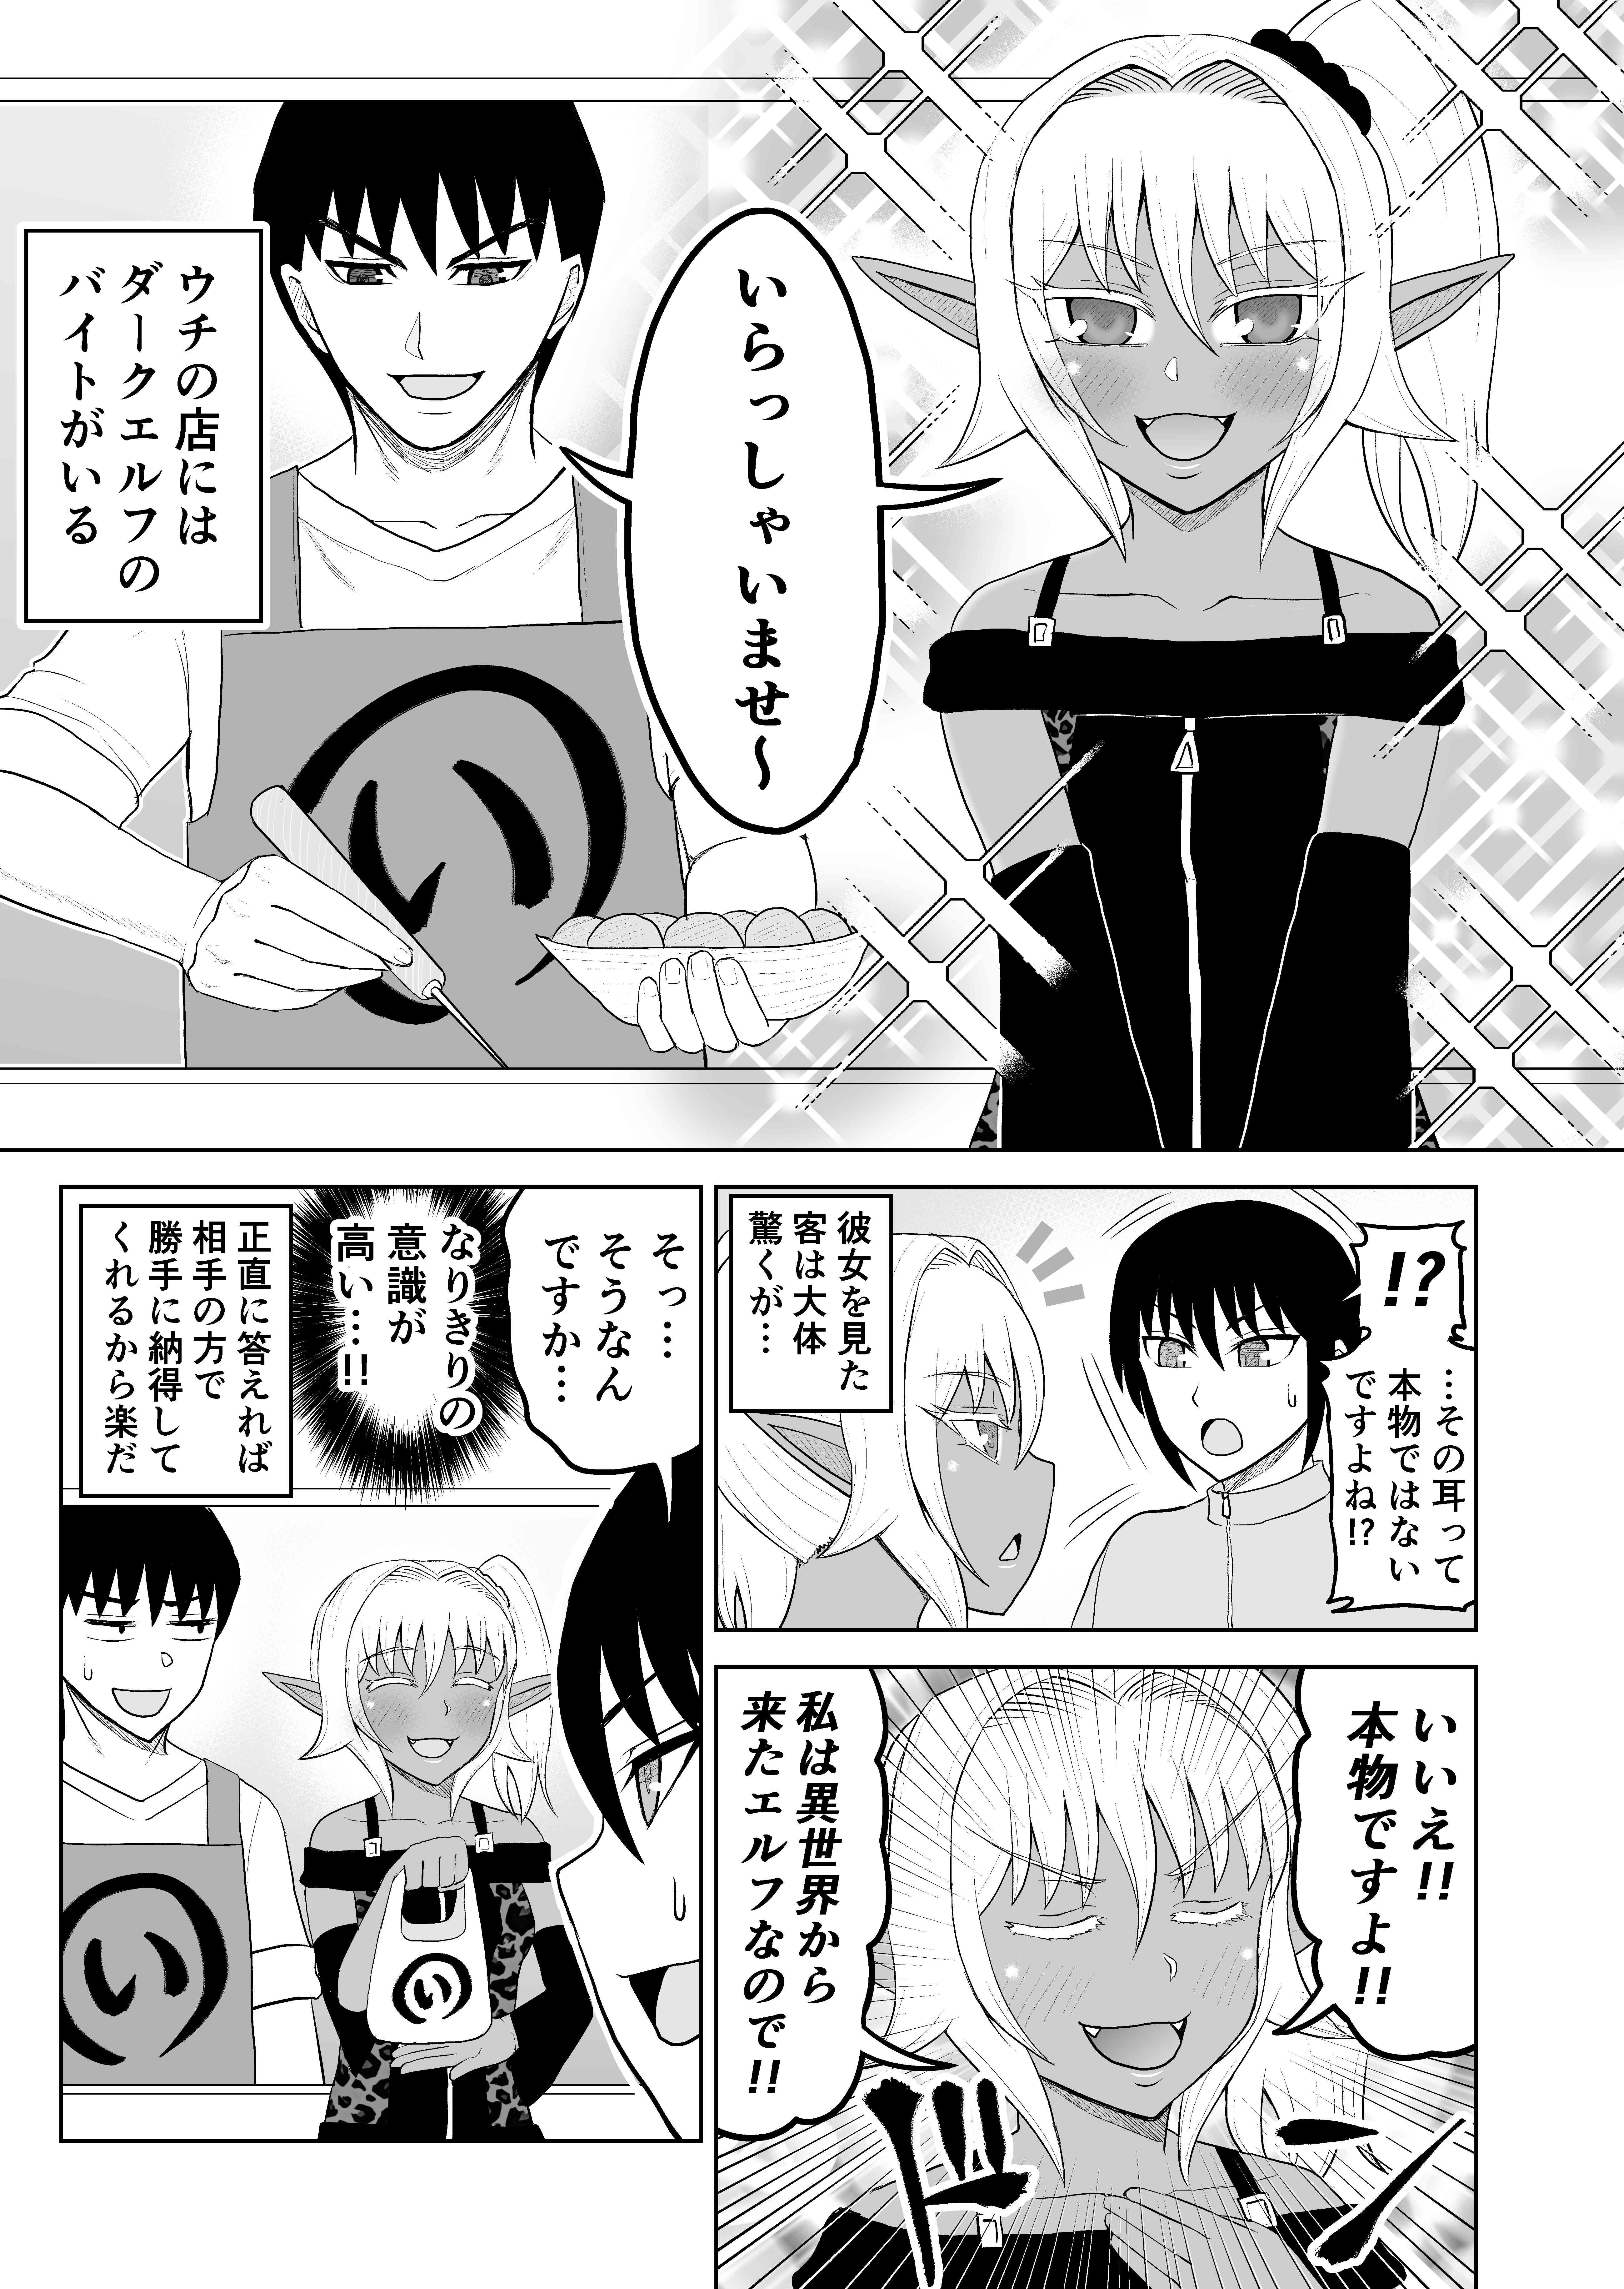 いらっしゃいませ〜
ウチの店には
ダークエルフの
バイトがいる
い
!?
…その耳って
本物ではない
ですよね!?
彼女を見た
客は大体
驚くが…
いいえ!!
本物ですよ!!
私は異世界から
来たエルフなので!!
ドーン
そっ…
そうなん
ですか…
なりきりの
意識が
高い…!!
正直に答えれば
相手の方で
勝手に納得して
くれるから楽だ
い
い